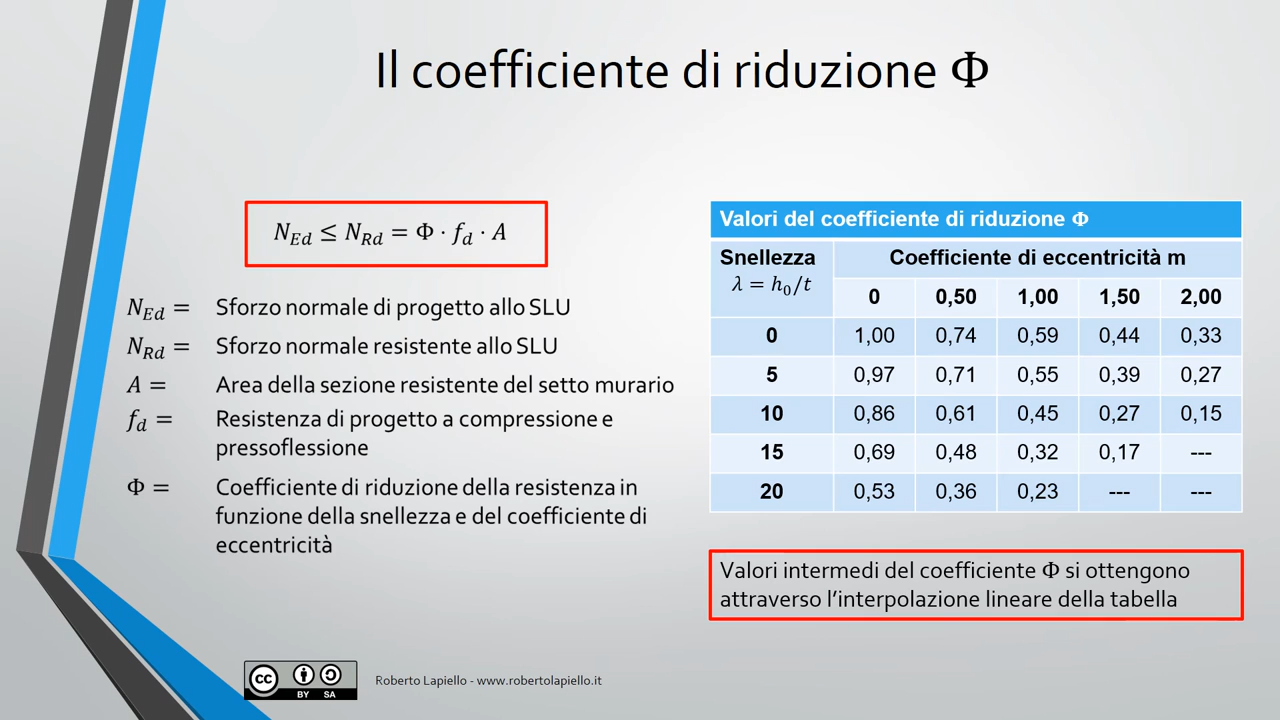 Il coefficiente di riduzione Φ
N_Ed ≤ N_Rd = Φ · f_d · A
N_Ed = Sforzo normale di progetto allo SLU
N_Rd = Sforzo normale resistente allo SLU
A = Area della sezione resistente del setto murario
f_d = Resistenza di progetto a compressione e
pressoflessione
Φ = Coefficiente di riduzione della resistenza in
funzione della snellezza e del coefficiente di
eccentricità
Valori del coefficiente di riduzione Φ
Snellezza Coefficiente di eccentricità m
λ = h₀/t
0 0,50 1,00 1,50 2,00
0 1,00 0,74 0,59 0,44 0,33
5 0,97 0,71 0,55 0,39 0,27
10 0,86 0,61 0,45 0,27 0,15
15 0,69 0,48 0,32 0,17 ---
20 0,53 0,36 0,23 --- ---
Valori intermedi del coefficiente Φ si ottengono
attraverso l’interpolazione lineare della tabella
cc BY SA
Roberto Lapiello - www.robertolapiello.it